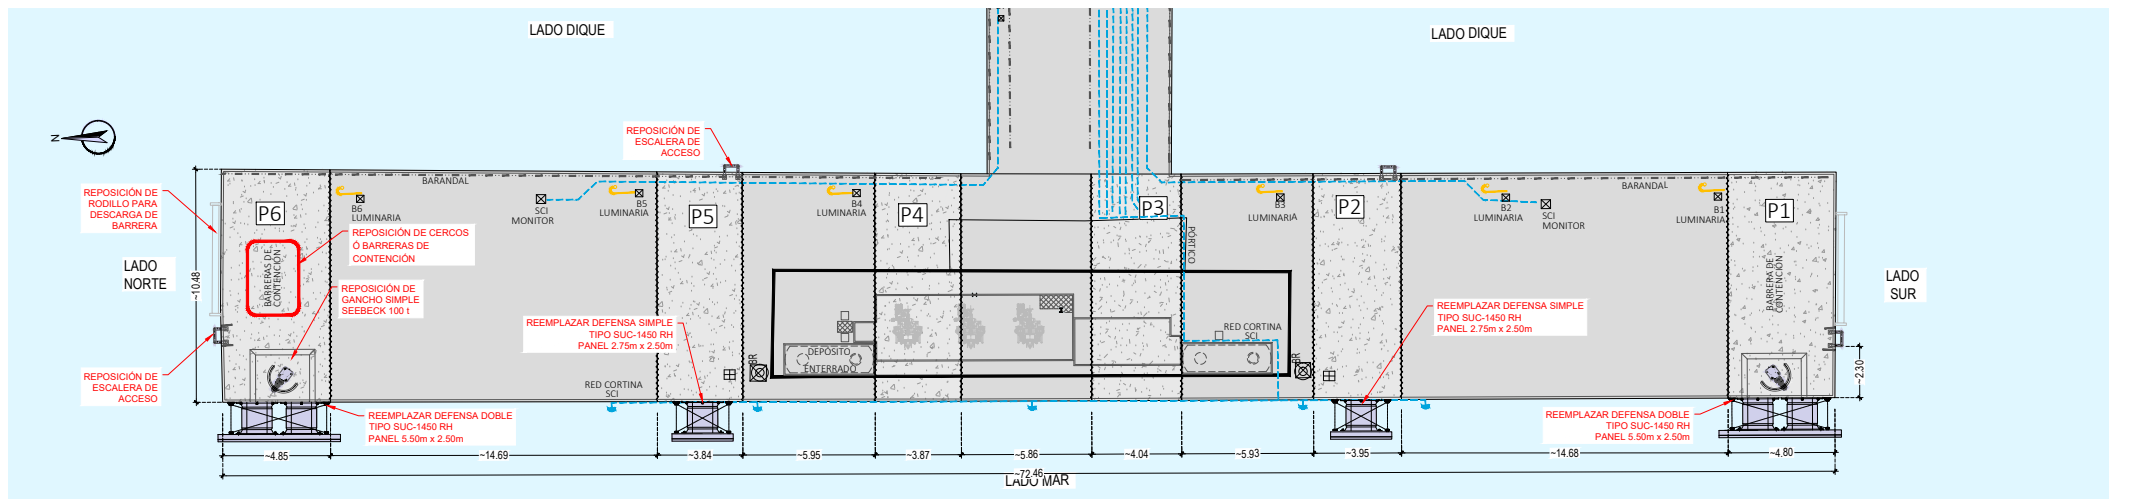 LADO DIQUE
LADO DIQUE
N
REPOSICIÓN DE
ESCALERA DE
ACCESO
REPOSICIÓN DE
RODILLO PARA
DESCARGA DE
BARRERA
LADO
NORTE
~10.48
REPOSICIÓN DE
ESCALERA DE
ACCESO
P6
BARRERAS DE
CONTENCIÓN
REPOSICIÓN DE CERCOS
Ó BARRERAS DE
CONTENCIÓN
REPOSICIÓN DE
GANCHO SIMPLE
SEEBECK 100 t
B6
LUMINARIA
BARANDAL
SCI
MONITOR
B5
LUMINARIA
P5
B4
LUMINARIA
P4
P3
PÓRTICO
B3
LUMINARIA
P2
B2
LUMINARIA
SCI
MONITOR
BARANDAL
B1
LUMINARIA
P1
BARRERA DE
CONTENCIÓN
LADO
SUR
~2.30
REEMPLAZAR DEFENSA SIMPLE
TIPO SUC-1450 RH
PANEL 2.75m x 2.50m
REEMPLAZAR DEFENSA SIMPLE
TIPO SUC-1450 RH
PANEL 2.75m x 2.50m
BR
DEPÓSITO
ENTERRADO
RED CORTINA
SCI
BR
RED CORTINA
SCI
REEMPLAZAR DEFENSA DOBLE
TIPO SUC-1450 RH
PANEL 5.50m x 2.50m
REEMPLAZAR DEFENSA DOBLE
TIPO SUC-1450 RH
PANEL 5.50m x 2.50m
~4.85
~14.69
~3.84
~5.95
~3.87
~5.86
~4.04
~5.93
~3.95
~14.68
~4.80
~72.46
LADO MAR